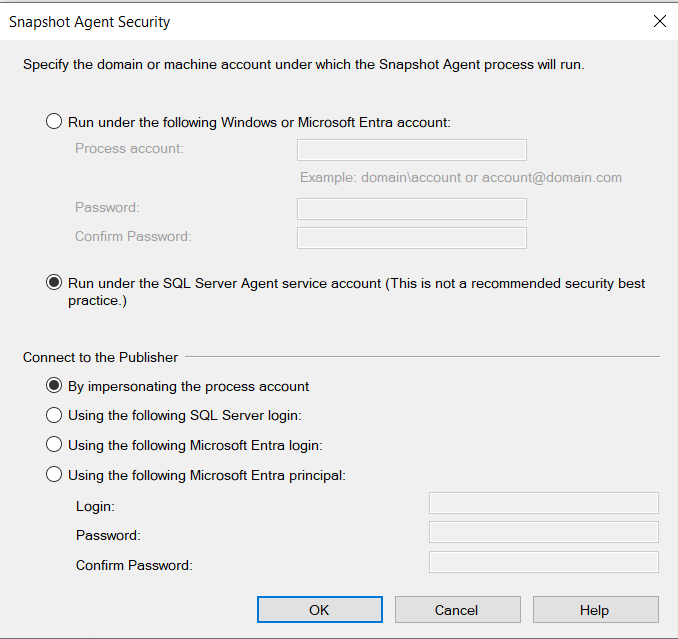 Snapshot Agent Security
Specify the domain or machine account under which the Snapshot Agent process will run.
Run under the following Windows or Microsoft Entra account:
Process account:
Example: domain\account or account@domain.com
Password:
Confirm Password:
Run under the SQL Server Agent service account (This is not a recommended security best
practice.)
Connect to the Publisher
By impersonating the process account
Using the following SQL Server login:
Using the following Microsoft Entra login:
Using the following Microsoft Entra principal:
Login:
Password:
Confirm Password:
OK Cancel Help